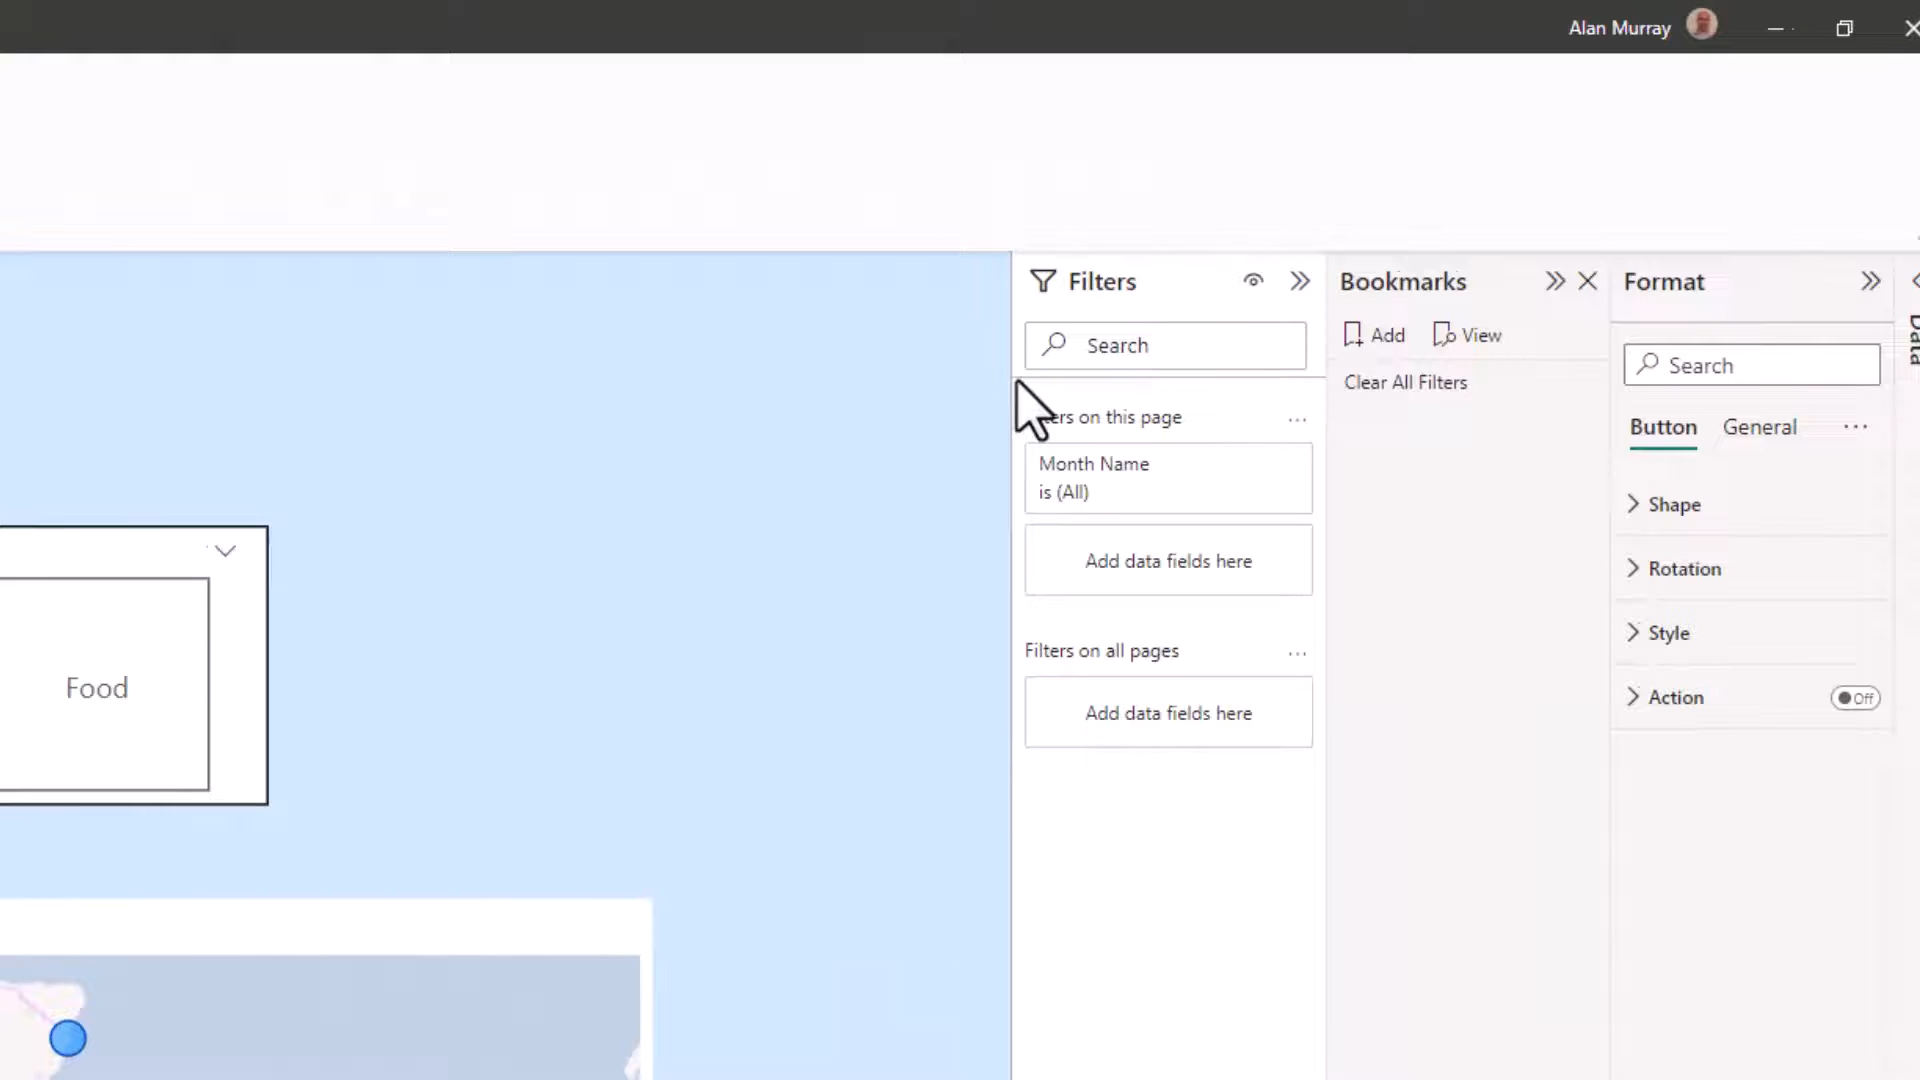 Alan Murray
Filters
Search
ers on this page
Month Name
is (All)
Add data fields here
Filters on all pages
Add data fields here
Bookmarks
Add View
Clear All Filters
Format
Search
Button General
Shape
Rotation
Style
Action Off
Data
Food